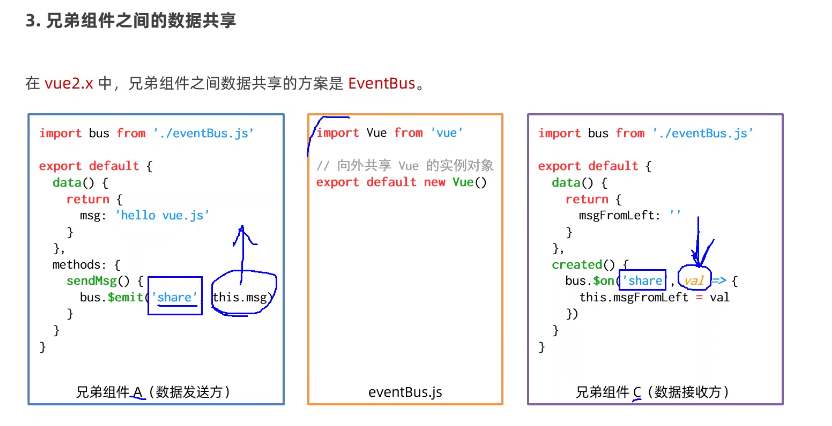 3. 兄弟组件之间的数据共享
在 vue2.x 中，兄弟组件之间数据共享的方案是 EventBus。
import bus from './eventBus.js'
export default {
data() {
return {
msg: 'hello vue.js'
}
},
methods: {
sendMsg() {
bus.$emit('share' this.msg)
}
}
}
兄弟组件 A（数据发送方）
import Vue from 'vue'
// 向外共享 Vue 的实例对象
export default new Vue()
eventBus.js
import bus from './eventBus.js'
export default {
data() {
return {
msgFromLeft: ''
}
},
created() {
bus.$on('share', val => {
this.msgFromLeft = val
})
}
}
兄弟组件 C（数据接收方）